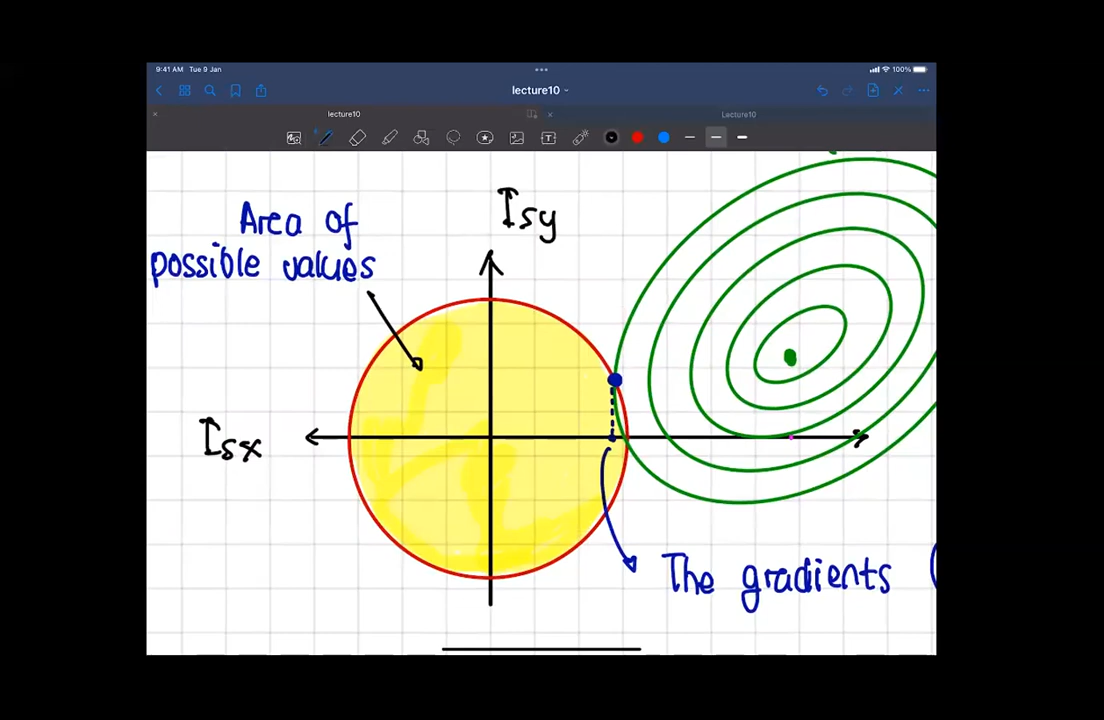 9:41 AM Tue 9 Jan
100%
lecture10
lecture10
Lecture10
Area of
possible values
Isy
Isx
The gradients (